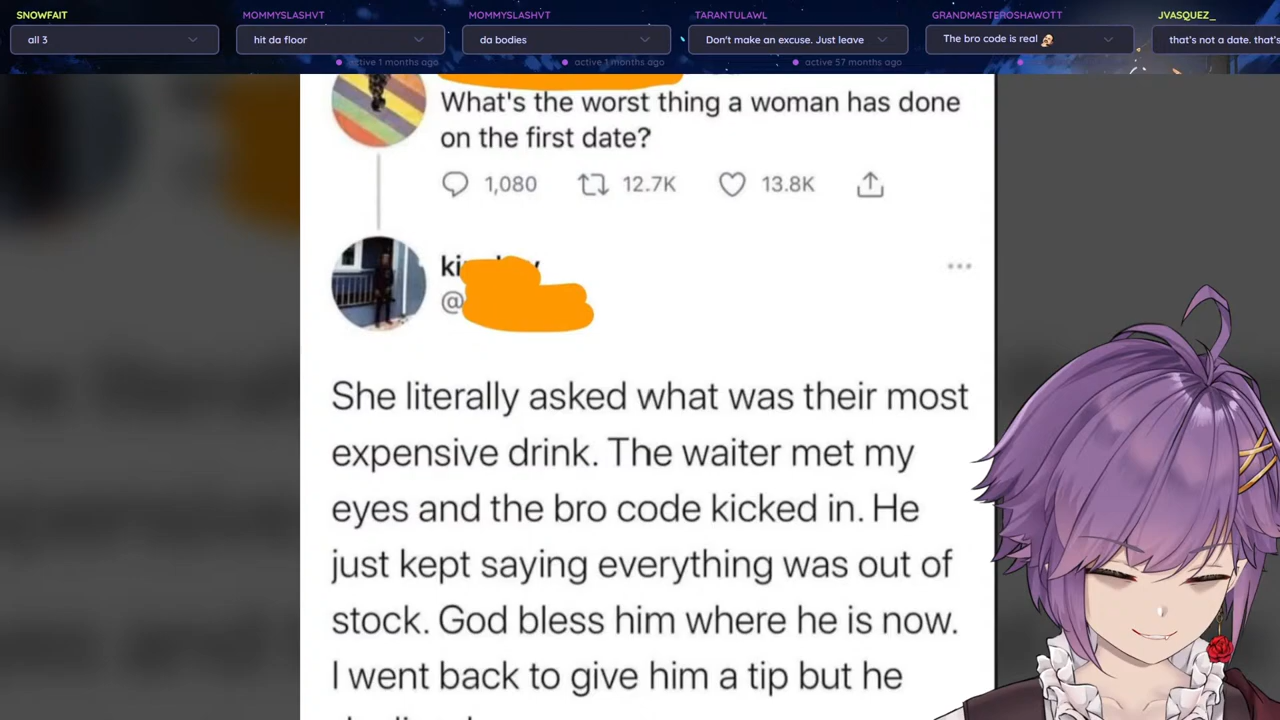 SNOWFAIT
all 3
MOMMYSLASHVT
hit da floor
active 1 months ago
MOMMYSLASHVT
da bodies
active 1 months ago
TARANTULAWL
Don't make an excuse. Just leave
active 57 months ago
GRANDMASTEROSHAWOTT
The bro code is real
JVASQUEZ_
that's not a date. that's
What's the worst thing a woman has done
on the first date?
1,080 12.7K 13.8K
ki
@
She literally asked what was their most
expensive drink. The waiter met my
eyes and the bro code kicked in. He
just kept saying everything was out of
stock. God bless him where he is now.
I went back to give him a tip but he